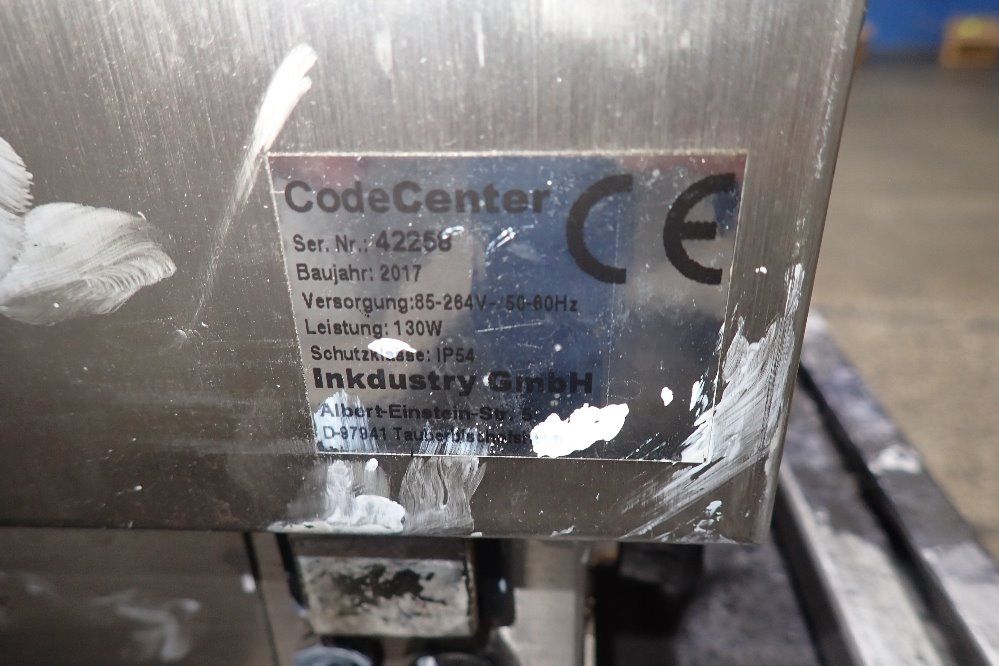 CodeCenter CE
Ser. Nr.: 42258
Baujahr: 2017
Versorgung:85-264V~ 50-60Hz
Leistung: 130W
Schutzklasse: IP54
Inkdustry GmbH
Albert-Einstein-Str.
D-97941